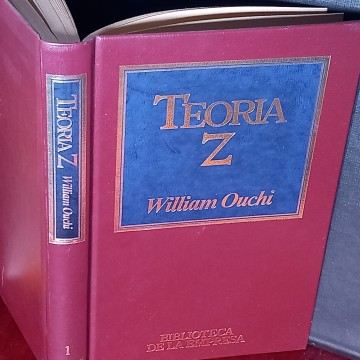 TEORIA Z
William Ouchi
1
TEORIA
Z
William Ouchi
BIBLIOTECA
DE LA EMPRESA